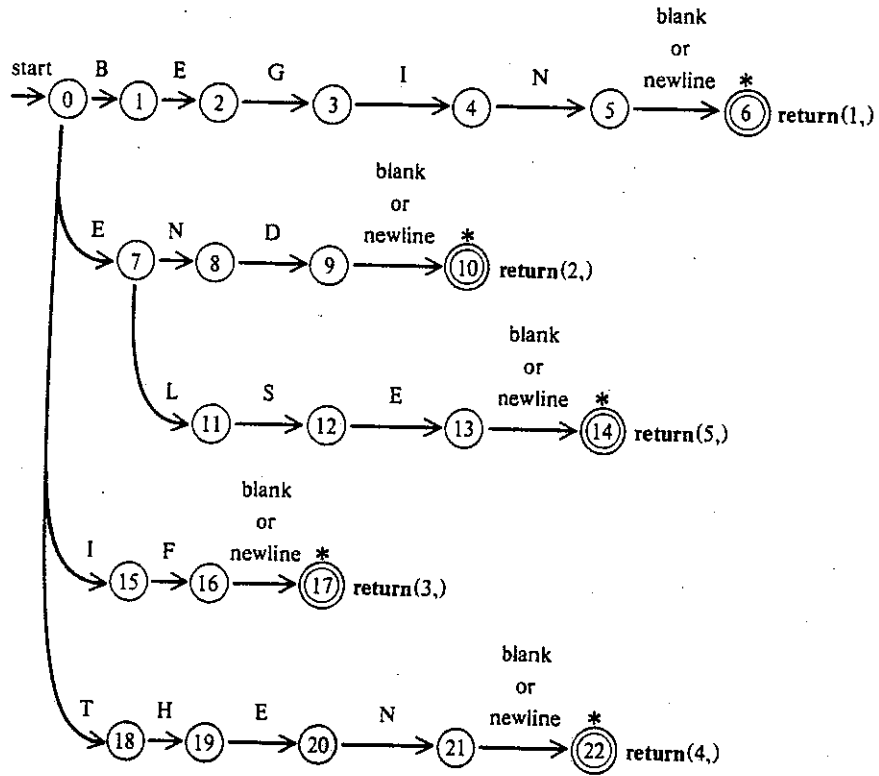 blank
or
start B E G I N newline *
0 1 2 3 4 5 6 return(1,)
blank
or
E N D newline *
7 8 9 10 return(2,)
blank
or
L S E newline *
11 12 13 14 return(5,)
blank
or
I F newline *
15 16 17 return(3,)
blank
or
T H E N newline *
18 19 20 21 22 return(4,)